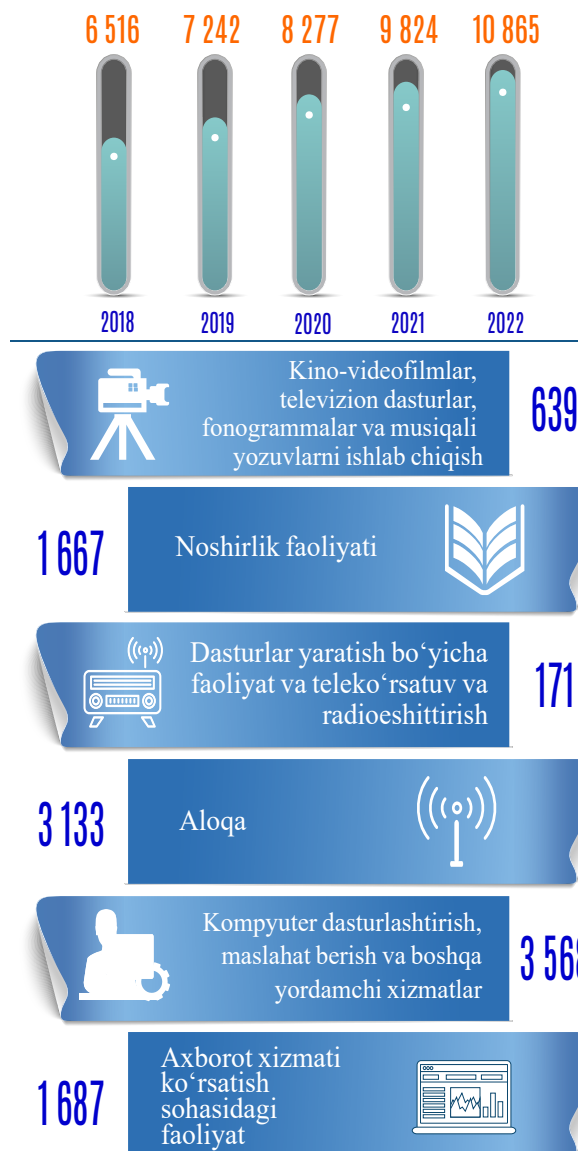 6 516 7 242 8 277 9 824 10 865
2018 2019 2020 2021 2022
Kino-videofilmlar,
televizion dasturlar,
fonogrammalar va musiqali
yozuvlarni ishlab chiqish
639
1 667
Noshirlik faoliyati
Dasturlar yaratish bo‘yicha
faoliyat va teleko‘rsatuv va
radioeshittirish
171
3 133
Aloqa
Kompyuter dasturlashtirish,
maslahat berish va boshqa
yordamchi xizmatlar
3 568
1 687
Axborot xizmati
ko‘rsatish
sohasidagi
faoliyat